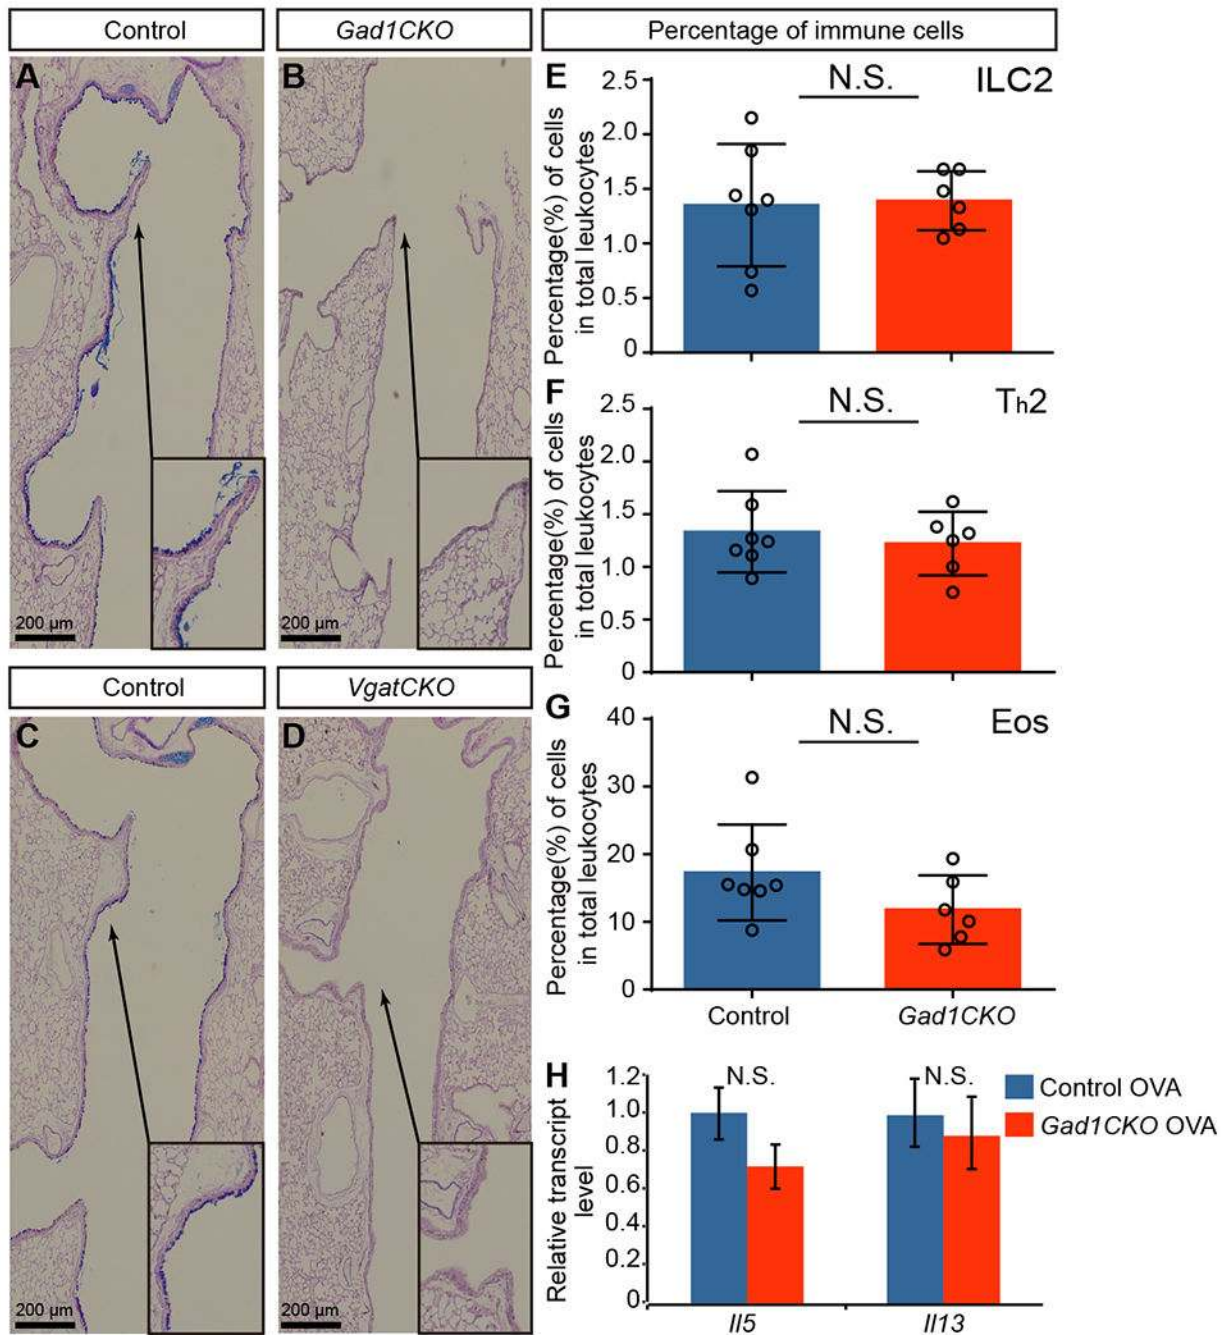 Control
Gad1CKO
Percentage of immune cells
A
200 µm
B
200 µm
E
Percentage(%) of cells
in total leukocytes
2.5
2.0
1.5
1.0
0.5
0
N.S.
ILC2
F
Percentage(%) of cells
in total leukocytes
2.5
2.0
1.5
1.0
0.5
0
N.S.
Th2
Control
VgatCKO
C
200 µm
D
200 µm
G
Percentage(%) of cells
in total leukocytes
40
30
20
10
0
N.S.
Eos
Control
Gad1CKO
H
Relative transcript
level
1.2
1.0
0.8
0.6
0.4
0.2
0
N.S.
N.S.
Control OVA
Gad1CKO OVA
Il5
Il13